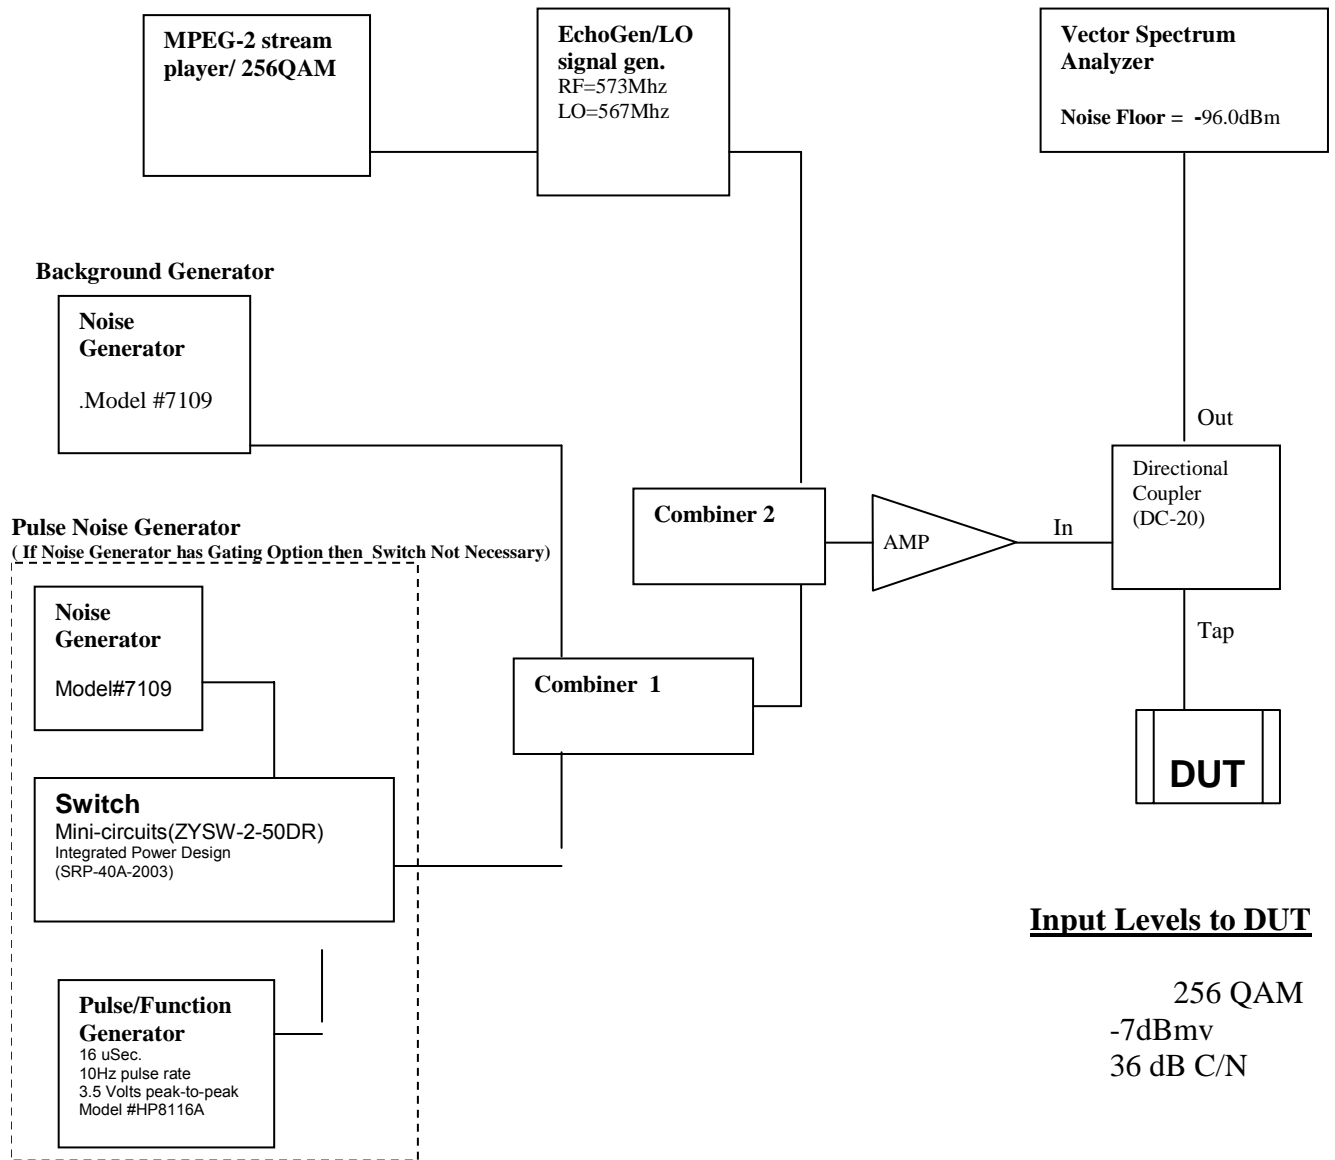 MPEG-2 stream
player/ 256QAM
EchoGen/LO
signal gen.
RF=573Mhz
LO=567Mhz
Vector Spectrum
Analyzer
Noise Floor = -96.0dBm
Background Generator
Noise
Generator
.Model #7109
Out
Directional
Coupler
(DC-20)
Combiner 2
AMP
In
Pulse Noise Generator
( If Noise Generator has Gating Option then Switch Not Necessary)
Noise
Generator
Model#7109
Tap
Combiner 1
DUT
Switch
Mini-circuits(ZYSW-2-50DR)
Integrated Power Design
(SRP-40A-2003)
Input Levels to DUT
256 QAM
-7dBmv
36 dB C/N
Pulse/Function
Generator
16 uSec.
10Hz pulse rate
3.5 Volts peak-to-peak
Model #HP8116A